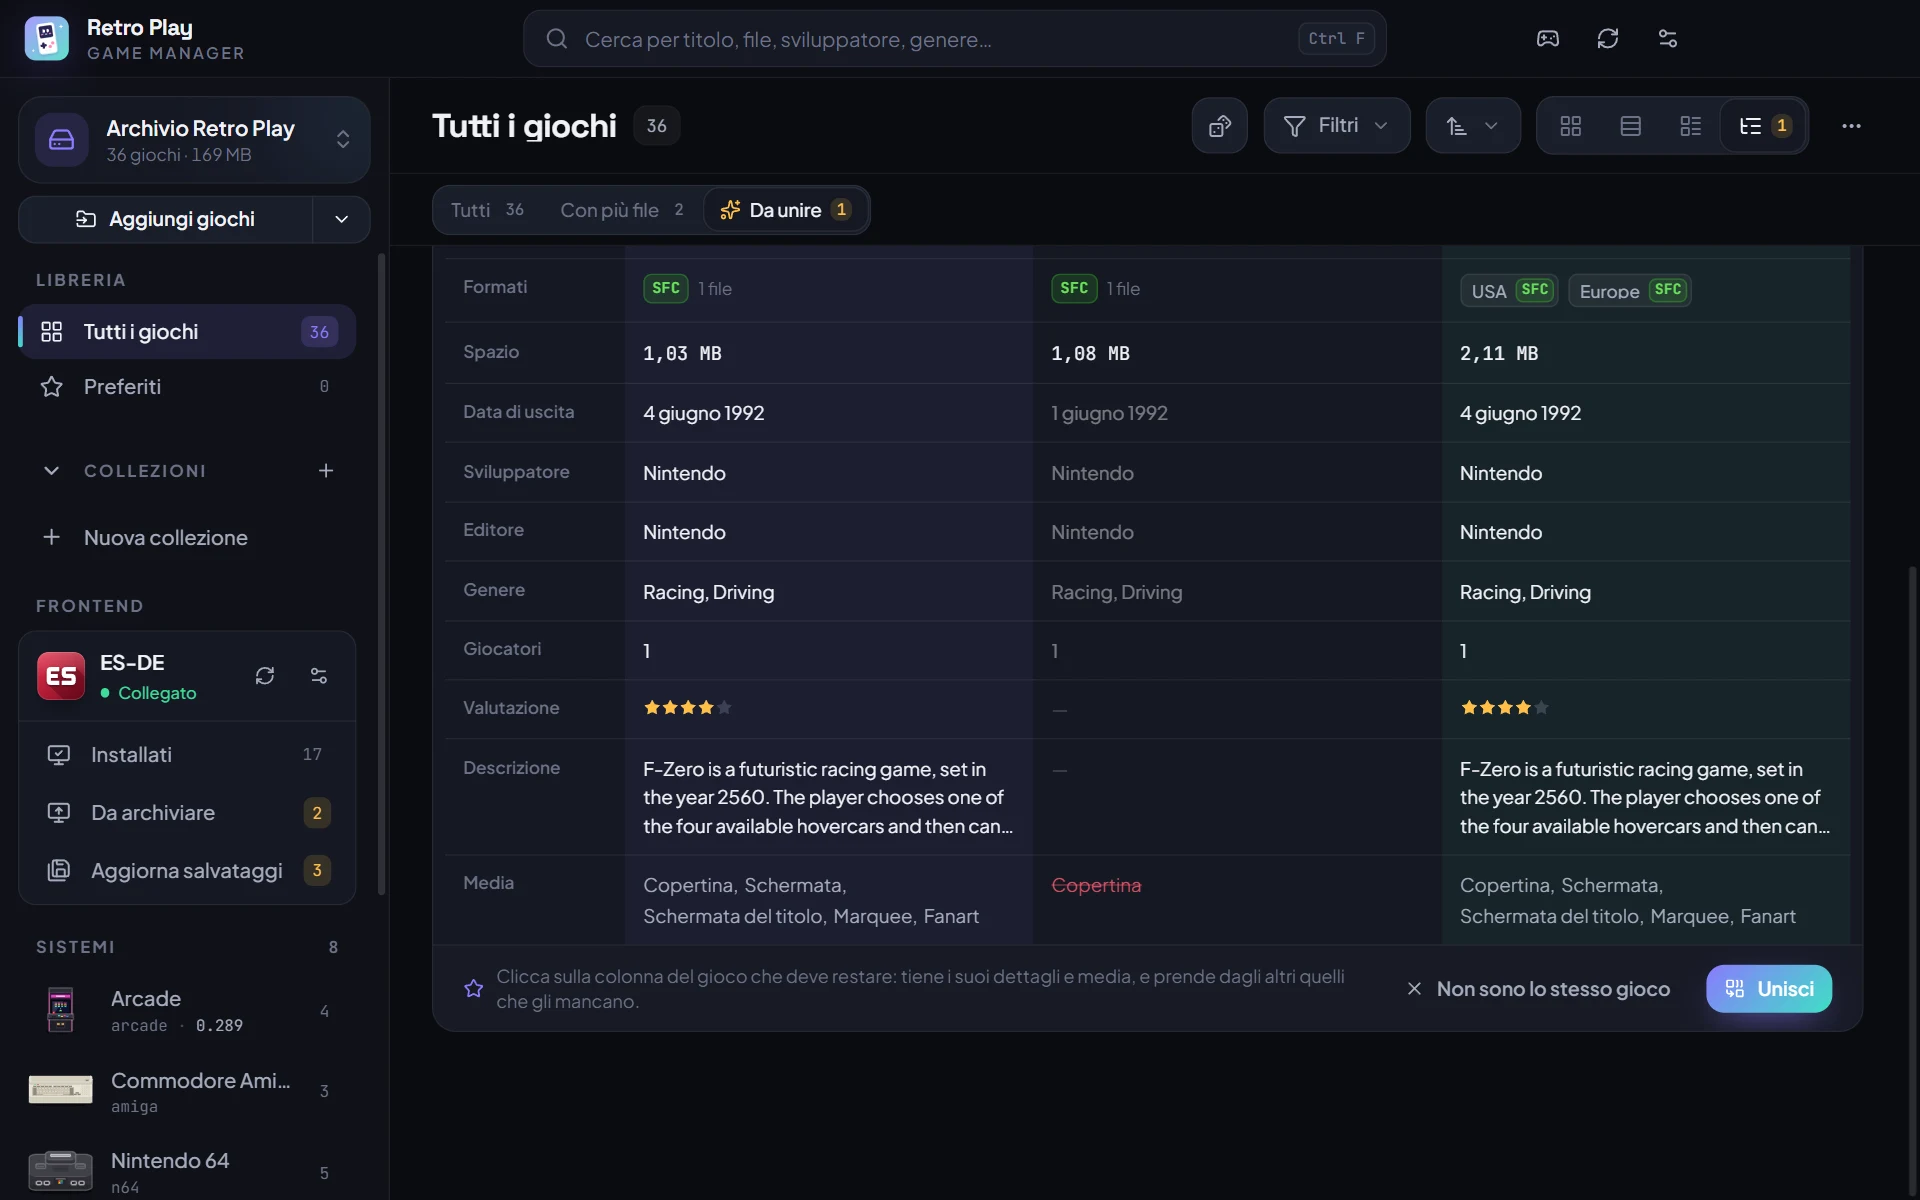 Retro Play
GAME MANAGER
Cerca per titolo, file, sviluppatore, genere...
Ctrl F
Archivio Retro Play
36 giochi · 169 MB
Aggiungi giochi
LIBRERIA
Tutti i giochi 36
Preferiti 0
COLLEZIONI
Nuova collezione
FRONTEND
ES
ES-DE
Collegato
Installati 17
Da archiviare 2
Aggiorna salvataggi 3
SISTEMI 8
Arcade
arcade · 0.289
4
Commodore Ami...
amiga
3
Nintendo 64
n64
5
Tutti i giochi 36
Filtri
1
Tutti 36 Con più file 2 Da unire 1
Formati SFC 1 file SFC 1 file USA SFC Europe SFC
Spazio 1,03 MB 1,08 MB 2,11 MB
Data di uscita 4 giugno 1992 1 giugno 1992 4 giugno 1992
Sviluppatore Nintendo Nintendo Nintendo
Editore Nintendo Nintendo Nintendo
Genere Racing, Driving Racing, Driving Racing, Driving
Giocatori 1 1 1
Valutazione —
Descrizione
F-Zero is a futuristic racing game, set in
the year 2560. The player chooses one of
the four available hovercars and then can...
—
F-Zero is a futuristic racing game, set in
the year 2560. The player chooses one of
the four available hovercars and then can...
Media
Copertina, Schermata,
Schermata del titolo, Marquee, Fanart
Copertina
Copertina, Schermata,
Schermata del titolo, Marquee, Fanart
Clicca sulla colonna del gioco che deve restare: tiene i suoi dettagli e media, e prende dagli altri quelli
che gli mancano.
Non sono lo stesso gioco
Unisci